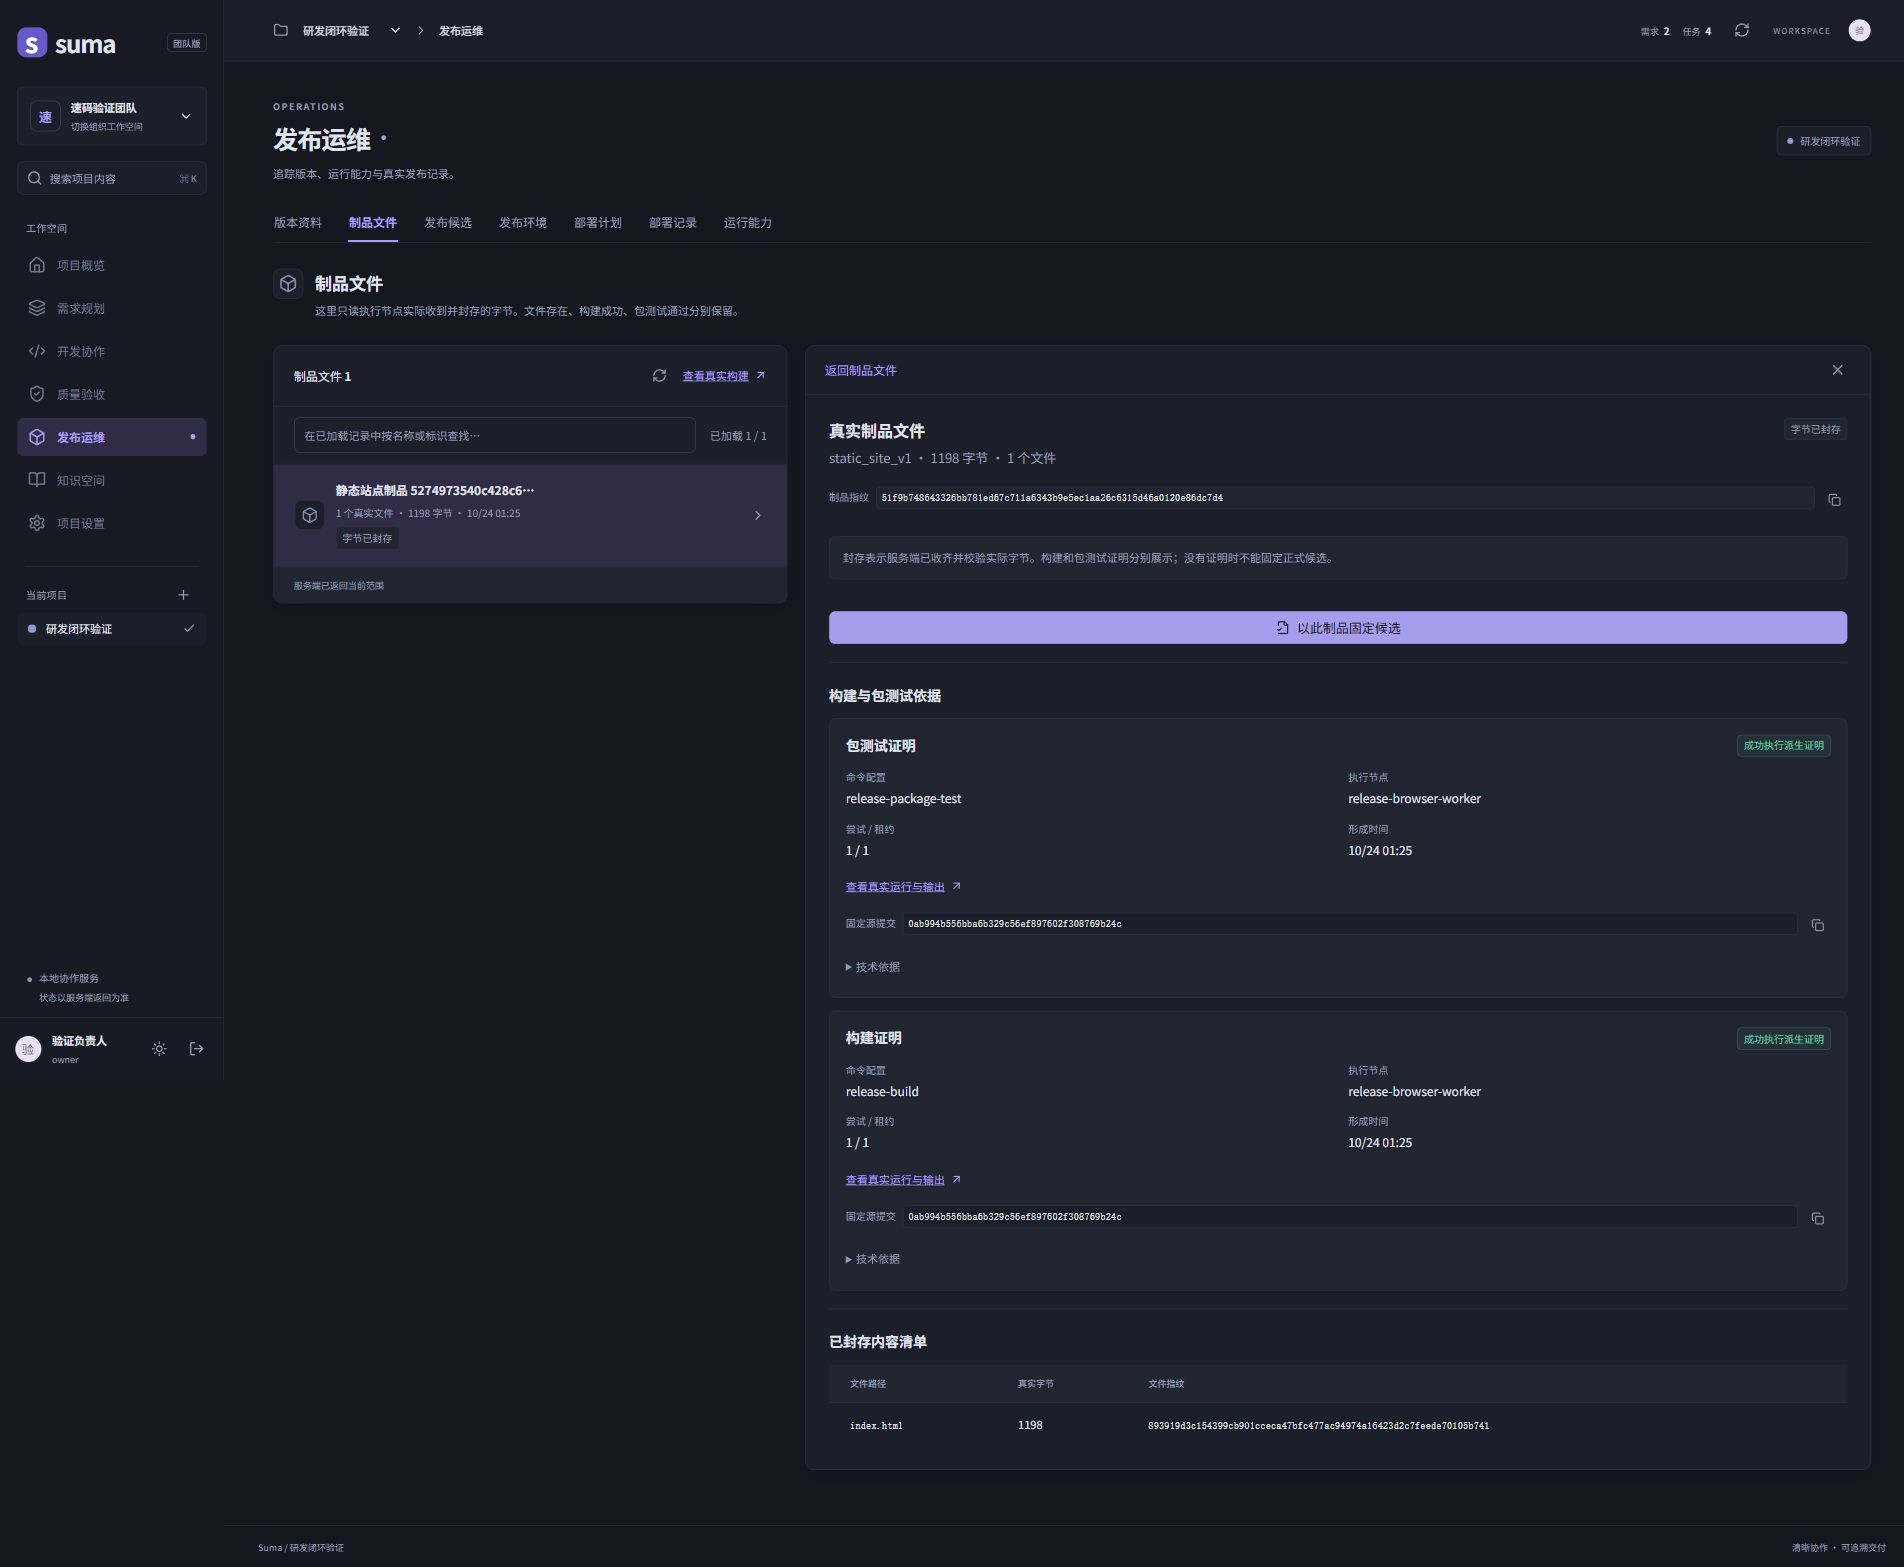 suma
团队版
速
速码验证团队
切换组织工作空间
搜索项目内容
⌘K
工作空间
项目概览
需求规划
开发协作
质量验收
发布运维
知识空间
项目设置
当前项目
研发闭环验证
本地协作服务
状态以服务端返回为准
验
验证负责人
owner
研发闭环验证
发布运维
需求 2
任务 4
WORKSPACE
验
OPERATIONS
发布运维
追踪版本、运行能力与真实发布记录。
研发闭环验证
版本资料
制品文件
发布候选
发布环境
部署计划
部署记录
运行能力
制品文件
这里只读执行节点实际收到并封存的字节。文件存在、构建成功、包测试通过分别保留。
制品文件 1
查看真实构建
在已加载记录中按名称或标识查找…
已加载 1 / 1
静态站点制品 5274973540c428c6…
1 个真实文件 • 1198 字节 • 10/24 01:25
字节已封存
服务端已返回当前范围
返回制品文件
真实制品文件
字节已封存
static_site_v1 • 1198 字节 • 1 个文件
制品指纹
51f9b748643326bb781ed67c711a6343b9e5ec1aa26c6315d46a0120e86dc7d4
封存表示服务端已收齐并校验实际字节。构建和包测试证明分别展示；没有证明时不能固定正式候选。
以此制品固定候选
构建与包测试依据
包测试证明
成功执行派生证明
命令配置
release-package-test
执行节点
release-browser-worker
尝试 / 租约
1 / 1
形成时间
10/24 01:25
查看真实运行与输出
固定源提交
0ab994b556bba6b329c56ef897602f308769b24c
技术依据
构建证明
成功执行派生证明
命令配置
release-build
执行节点
release-browser-worker
尝试 / 租约
1 / 1
形成时间
10/24 01:25
查看真实运行与输出
固定源提交
0ab994b556bba6b329c56ef897602f308769b24c
技术依据
已封存内容清单
文件路径
真实字节
文件指纹
index.html
1198
893919d3c154399cb901cceca47bfc477ac94974a16423d2c7feede70105b741
Suma / 研发闭环验证
清晰协作 • 可追溯交付